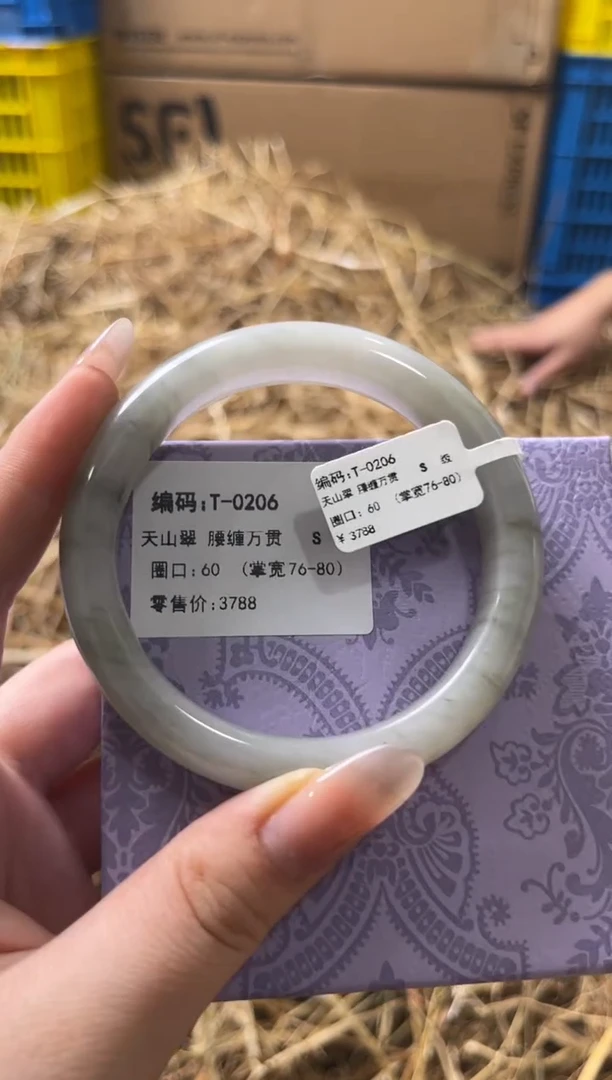 SF
编码:T-0206
天山翠 腰缠万贯 S
圈口:60 (掌宽76-80)
零售价:3788
编码:T-0206
天山翠 腰缠万贯 S 级
圈口:60 (掌宽76-80)
¥3788